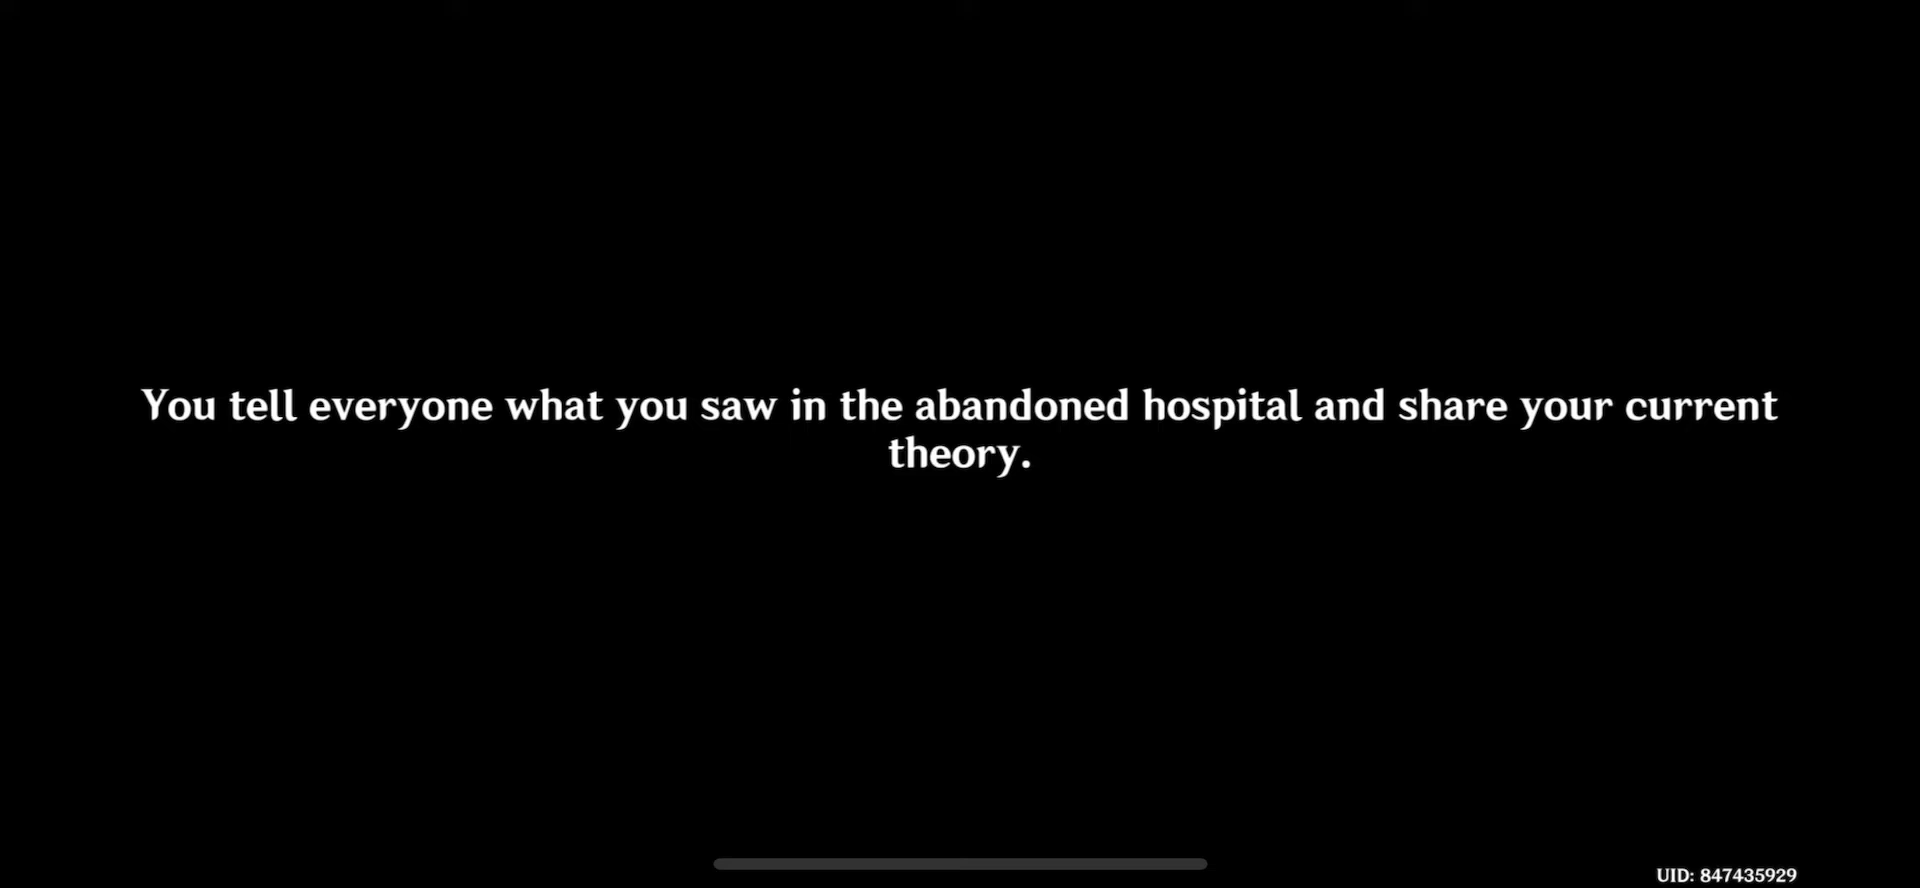 You tell everyone what you saw in the abandoned hospital and share your current
theory.
UID: 847435929